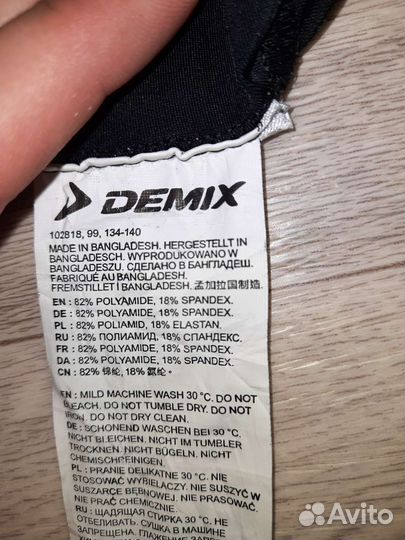 DEMIX
102818, 99, 134-140
MADE IN BANGLADESH. HERGESTELLT IN
BANGLADESCH. WYPRODUKOWANO W
BANGLADESZU. СДЕЛАНО В БАНГЛАДЕШ.
FABRIQUÉ AU BANGLADESH.
FREMSTILLET I BANGLADESH. 孟加拉国制造.
EN : 82% POLYAMIDE, 18% SPANDEX.
DE : 82% POLYAMIDE, 18% SPANDEX.
PL : 82% POLIAMID, 18% ELASTAN.
RU : 82% ПОЛИАМИД, 18% СПАНДЕКС.
FR : 82% POLYAMIDE, 18% SPANDEX.
DA : 82% POLYAMIDE, 18% SPANDEX.
CN : 82% 锦纶, 18% 氨纶.
EN : MILD MACHINE WASH 30 °C. DO NOT
BLEACH. DO NOT TUMBLE DRY. DO NOT
IRON. DO NOT DRY CLEAN.
DE : SCHONEND WASCHEN BEI 30 °C.
NICHT BLEICHEN. NICHT IM TUMBLER
TROCKNEN. NICHT BÜGELN. NICHT
CHEMISCHREINIGEN.
PL : PRANIE DELIKATNE 30 °C. NIE
STOSOWAĆ WYBIELACZY. NIE SUSZYĆ W
SUSZARCE BĘBNOWEJ. NIE PRASOWAĆ.
NIE PRAĆ CHEMICZNIE.
RU : ЩАДЯЩАЯ СТИРКА 30 °C. НЕ
ОТБЕЛИВАТЬ. СУШКА В МАШИНЕ
Avito